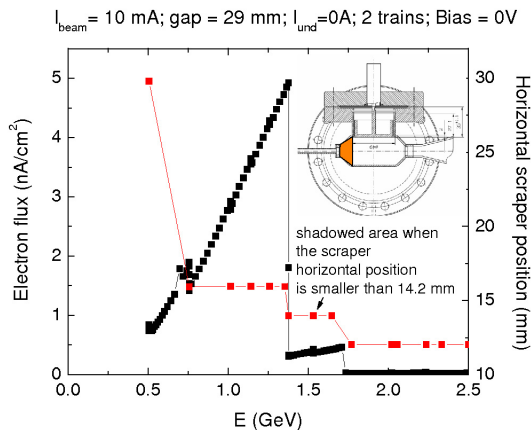 I_beam = 10 mA; gap = 29 mm; I_und=0A; 2 trains; Bias = 0V
Electron flux (nA/cm²)
5
4
3
2
1
0
30
25
20
15
10
Horizontal scraper position (mm)
shadowed area when
the scraper
horizontal position
is smaller than 14.2 mm
0.0 0.5 1.0 1.5 2.0 2.5
E (GeV)